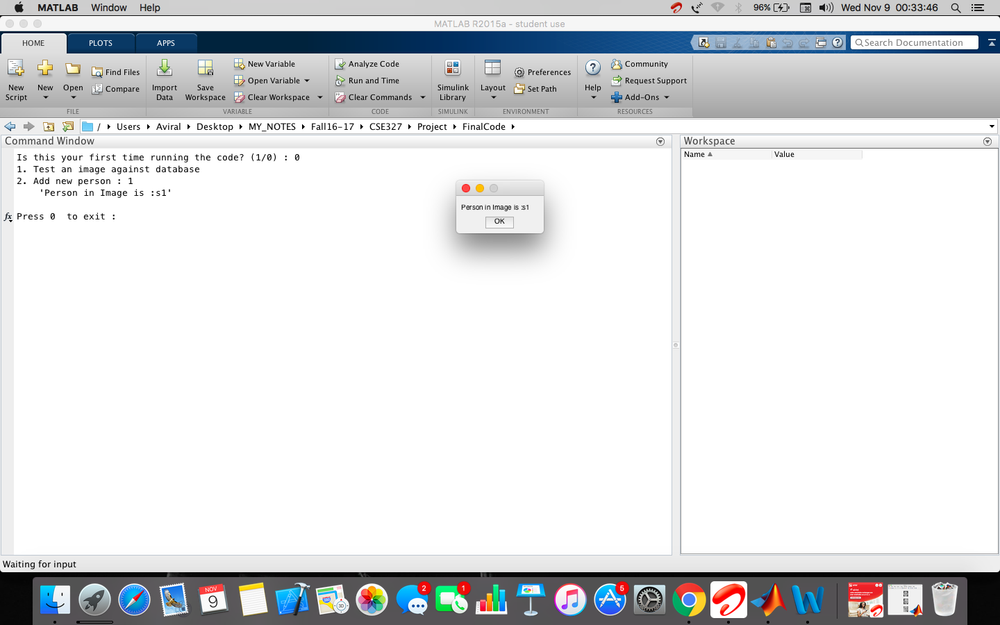 MATLAB Window Help 96% Wed Nov 9 00:33:46
MATLAB R2015a - student use
HOME PLOTS APPS Search Documentation
New Script New Open Find Files Compare
Import Data Save Workspace New Variable Open Variable Clear Workspace
Analyze Code Run and Time Clear Commands
Simulink Library Layout Preferences Set Path
Help Community Request Support Add-Ons
FILE VARIABLE CODE SIMULINK ENVIRONMENT RESOURCES
/ Users Aviral Desktop MY_NOTES Fall16-17 CSE327 Project FinalCode
Command Window
Is this your first time running the code? (1/0) : 0
1. Test an image against database
2. Add new person : 1
'Person in Image is :s1'
fx Press 0  to exit :
Person in Image is :s1
OK
Workspace
Name Value
Waiting for input
NOV
9
3D
2
1
5